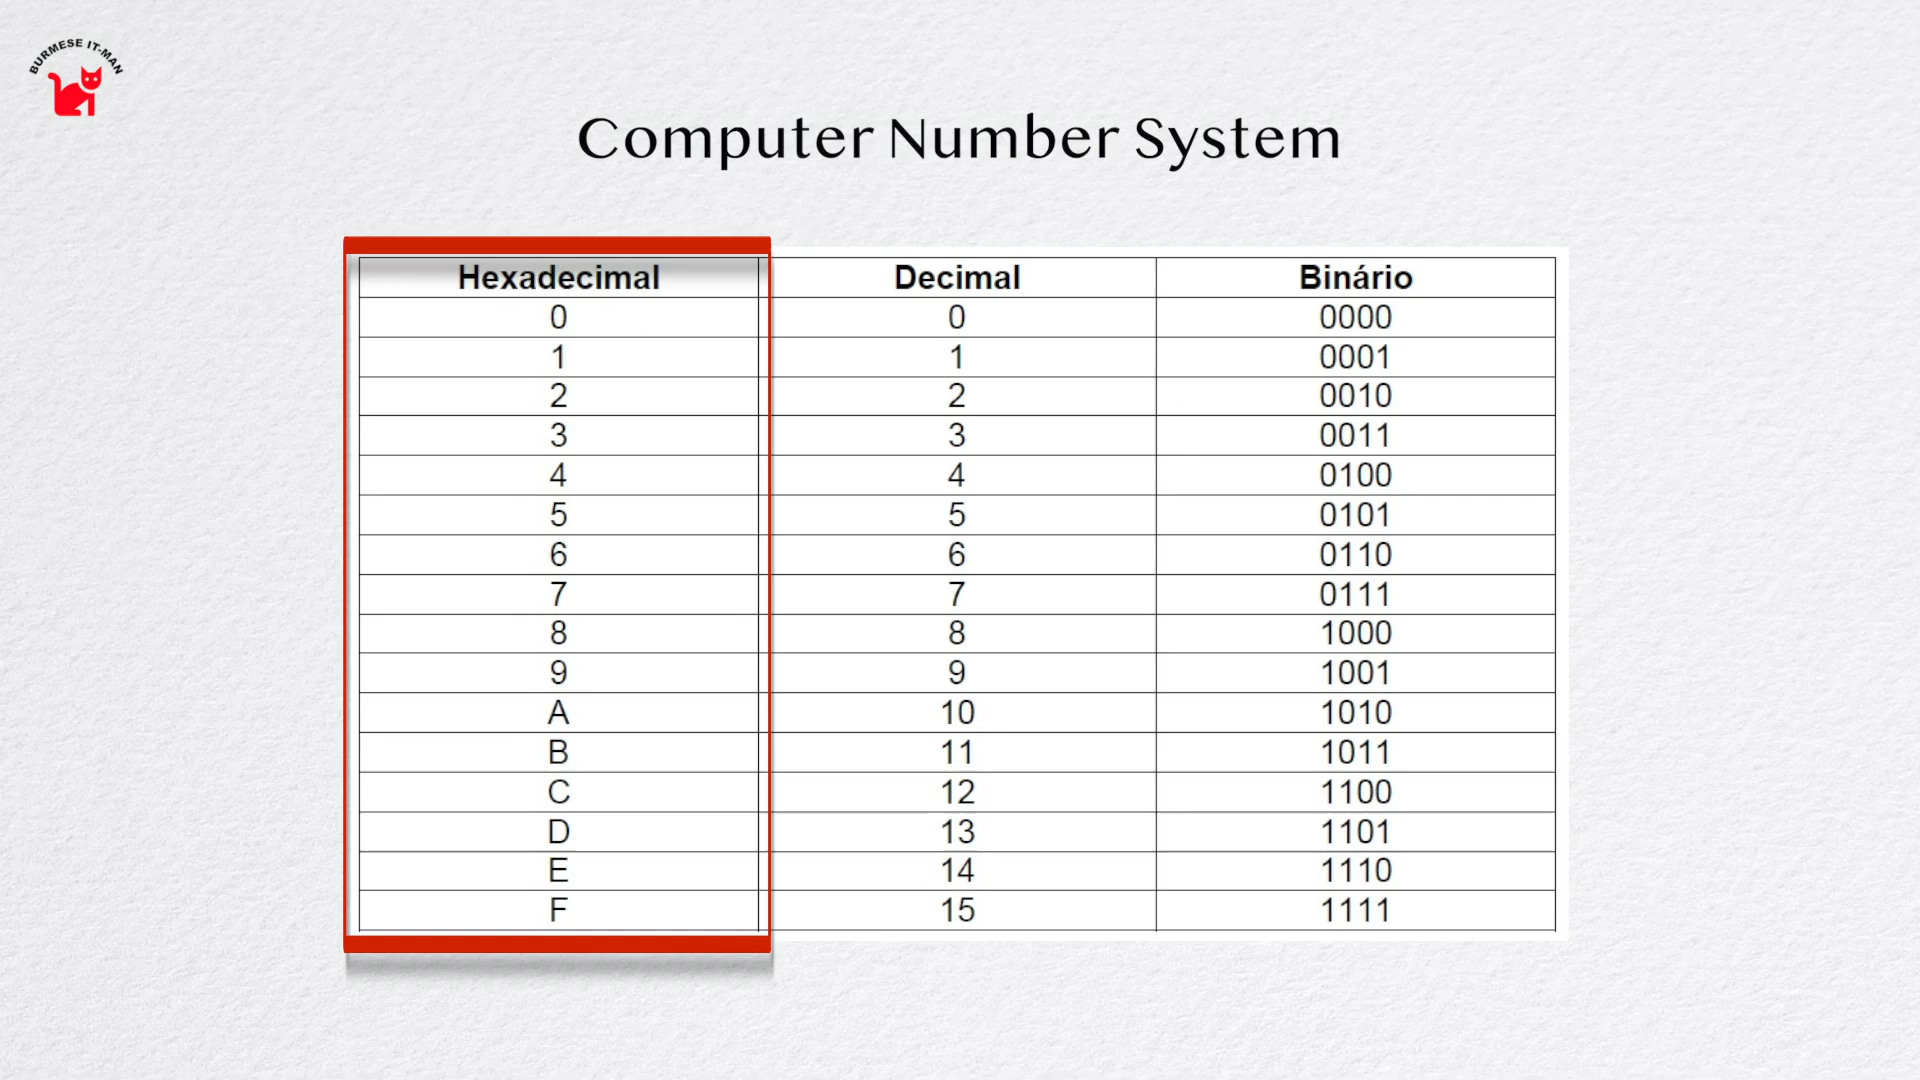 BURMESE IT-MAN
Computer Number System
Hexadecimal Decimal Binário
0 0 0000
1 1 0001
2 2 0010
3 3 0011
4 4 0100
5 5 0101
6 6 0110
7 7 0111
8 8 1000
9 9 1001
A 10 1010
B 11 1011
C 12 1100
D 13 1101
E 14 1110
F 15 1111